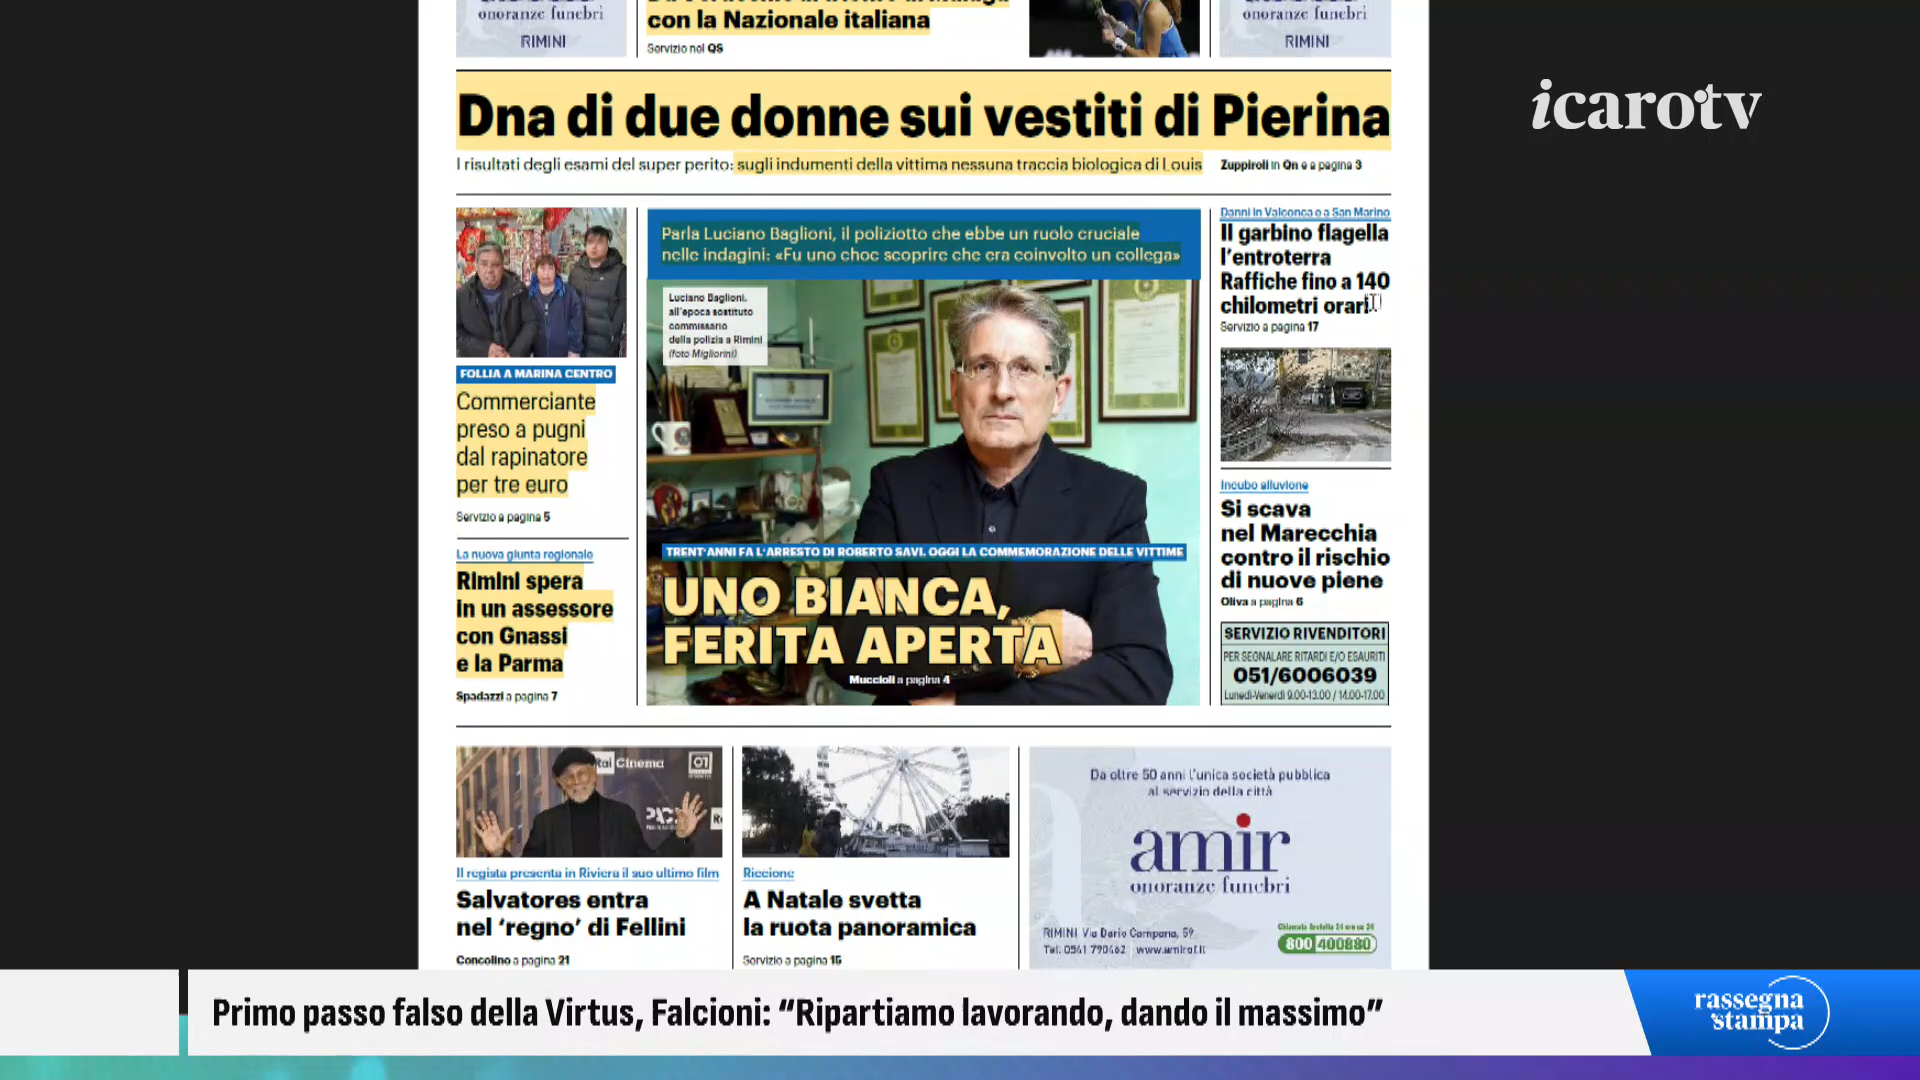 onoranze funebri
RIMINI
con la Nazionale italiana
Servizio nel QS
onoranze funebri
RIMINI
icarotv
Dna di due donne sui vestiti di Pierina
I risultati degli esami del super perito: sugli indumenti della vittima nessuna traccia biologica di Louis
Zuppiroli in Qn e a pagina 3
FOLLIA A MARINA CENTRO
Commerciante
preso a pugni
dal rapinatore
per tre euro
Servizio a pagina 5
La nuova giunta regionale
Rimini spera
in un assessore
con Gnassi
e la Parma
Spadazzi a pagina 7
Parla Luciano Baglioni, il poliziotto che ebbe un ruolo cruciale
nelle indagini: «Fu uno choc scoprire che era coinvolto un collega»
Luciano Baglioni,
all'epoca sostituto
commissario
della polizia a Rimini
(foto Migliorini)
TRENT'ANNI FA L'ARRESTO DI ROBERTO SAVI. OGGI LA COMMEMORAZIONE DELLE VITTIME
UNO BIANCA,
FERITA APERTA
Muccioli a pagina 4
Danni in Valconca e a San Marino
Il garbino flagella
l'entroterra
Raffiche fino a 140
chilometri orari
Servizio a pagina 17
Incubo alluvione
Si scava
nel Marecchia
contro il rischio
di nuove piene
Oliva a pagina 6
SERVIZIO RIVENDITORI
PER SEGNALARE RITARDI E/O ESAURITI
051/6006039
Lunedì-Venerdì 9.00-13.00 / 14.00-17.00
Rai Cinema
01
Il regista presenta in Riviera il suo ultimo film
Salvatores entra
nel 'regno' di Fellini
Concolino a pagina 21
Riccione
A Natale svetta
la ruota panoramica
Servizio a pagina 15
Da oltre 50 anni l'unica società pubblica
al servizio della città
amir
onoranze funebri
RIMINI Via Dario Campana, 59
Tel. 0541 790462 www.amirof.it
800 400880
Primo passo falso della Virtus, Falcioni: “Ripartiamo lavorando, dando il massimo”
rassegna
stampa